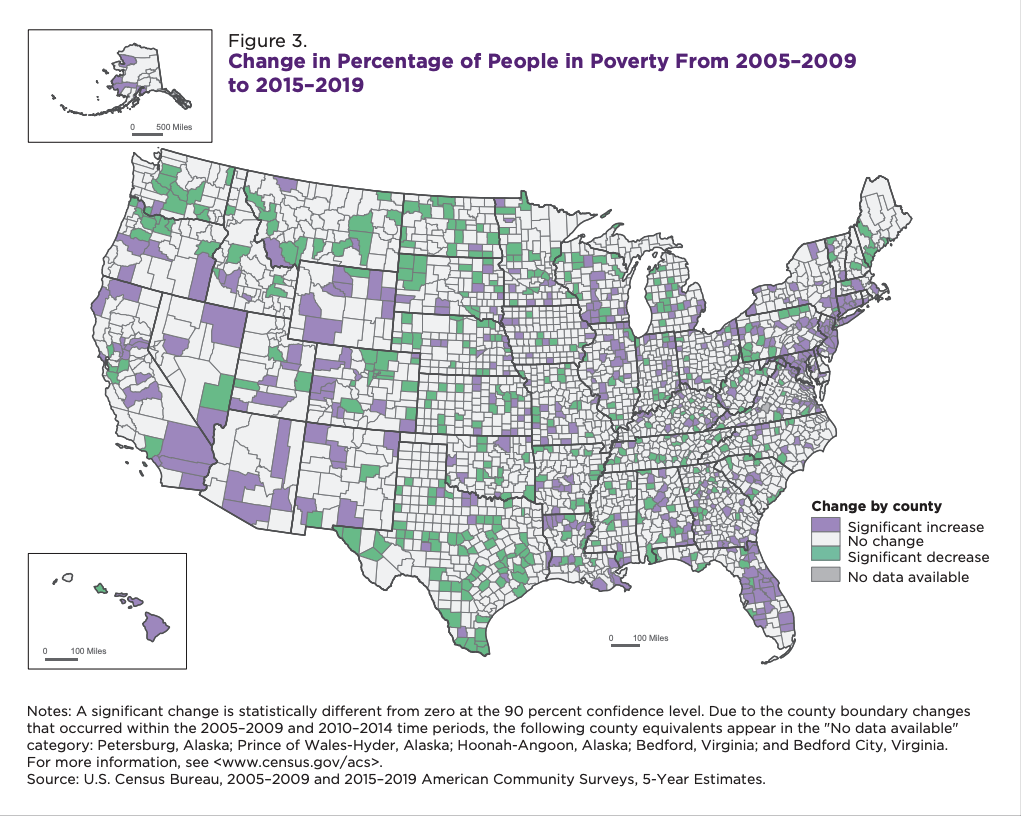 Figure 3.
Change in Percentage of People in Poverty From 2005–2009
to 2015–2019
0 500 Miles
Change by county
Significant increase
No change
Significant decrease
No data available
0 100 Miles
0 100 Miles
Notes: A significant change is statistically different from zero at the 90 percent confidence level. Due to the county boundary changes
that occurred within the 2005–2009 and 2010–2014 time periods, the following county equivalents appear in the "No data available"
category: Petersburg, Alaska; Prince of Wales-Hyder, Alaska; Hoonah-Angoon, Alaska; Bedford, Virginia; and Bedford City, Virginia.
For more information, see <www.census.gov/acs>.
Source: U.S. Census Bureau, 2005–2009 and 2015–2019 American Community Surveys, 5-Year Estimates.